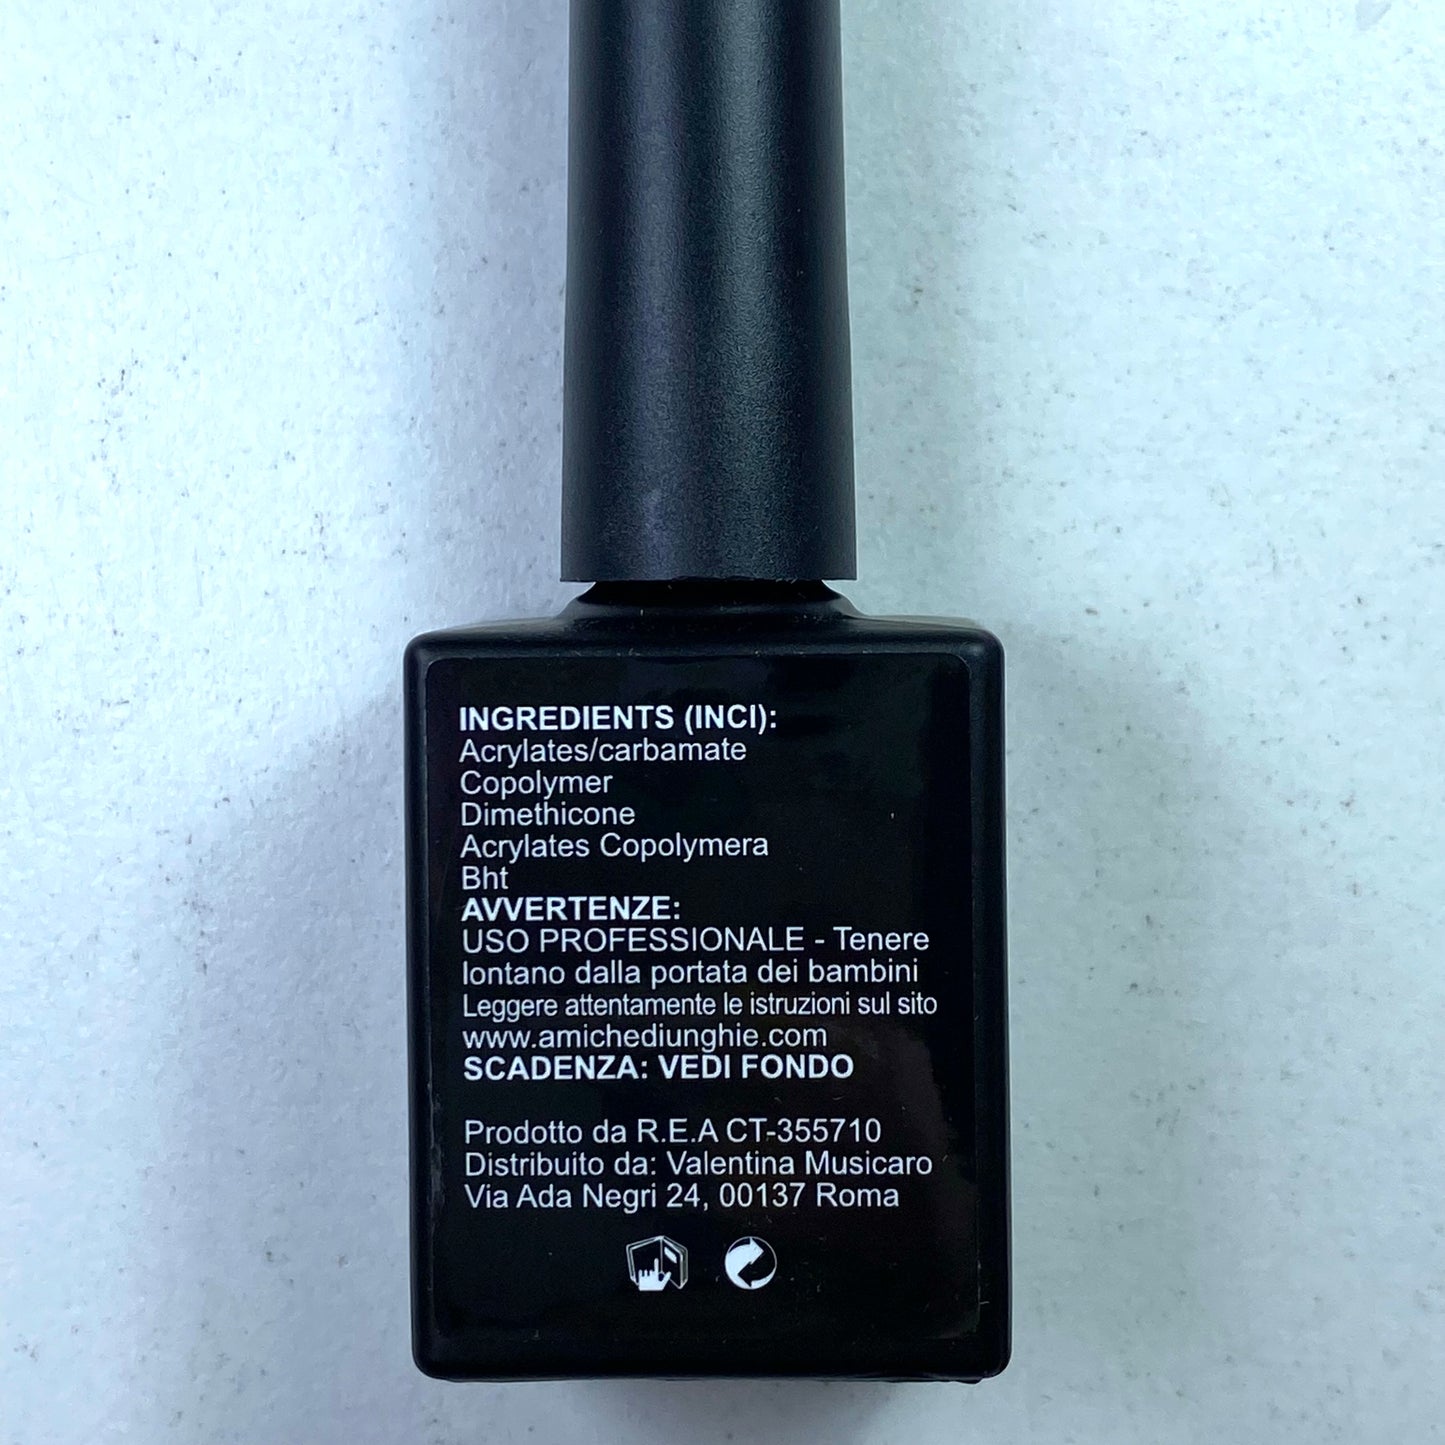 INGREDIENTS (INCI):
Acrylates/carbamate
Copolymer
Dimethicone
Acrylates Copolymera
Bht
AVVERTENZE:
USO PROFESSIONALE - Tenere
lontano dalla portata dei bambini
Leggere attentamente le istruzioni sul sito
www.amichediunghie.com
SCADENZA: VEDI FONDO
Prodotto da R.E.A CT-355710
Distribuito da: Valentina Musicaro
Via Ada Negri 24, 00137 Roma